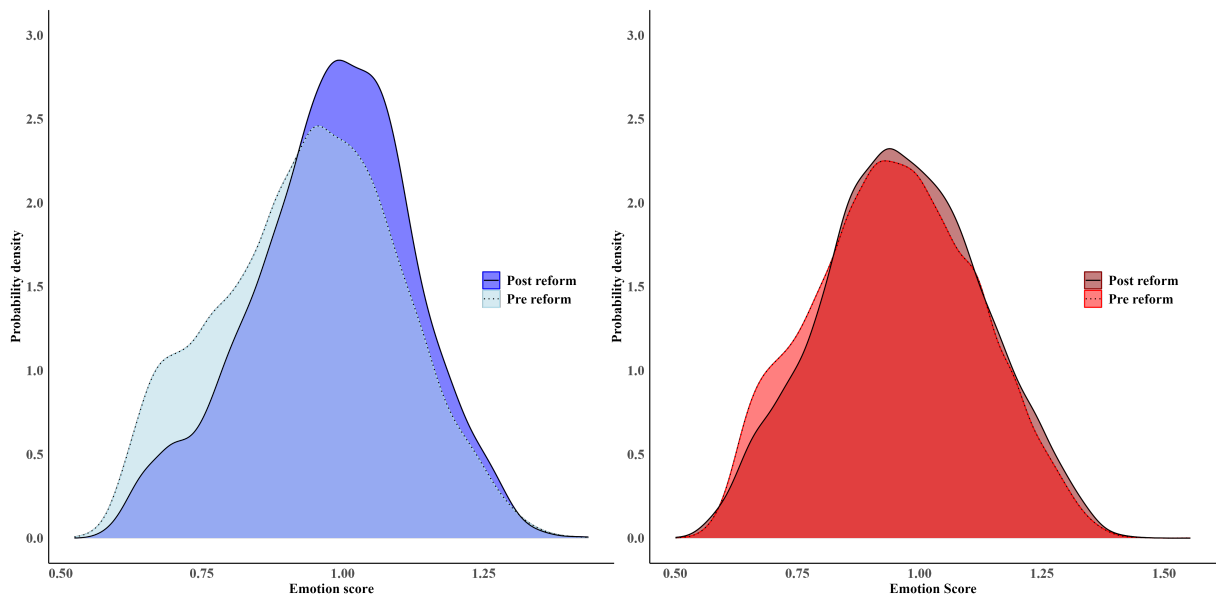 3.0
2.5
2.0
1.5
1.0
0.5
0.0
Probability density
0.50
0.75
1.00
1.25
Emotion score
Post reform
Pre reform
3.0
2.5
2.0
1.5
1.0
0.5
0.0
Probability density
0.50
0.75
1.00
1.25
1.50
Emotion Score
Post reform
Pre reform